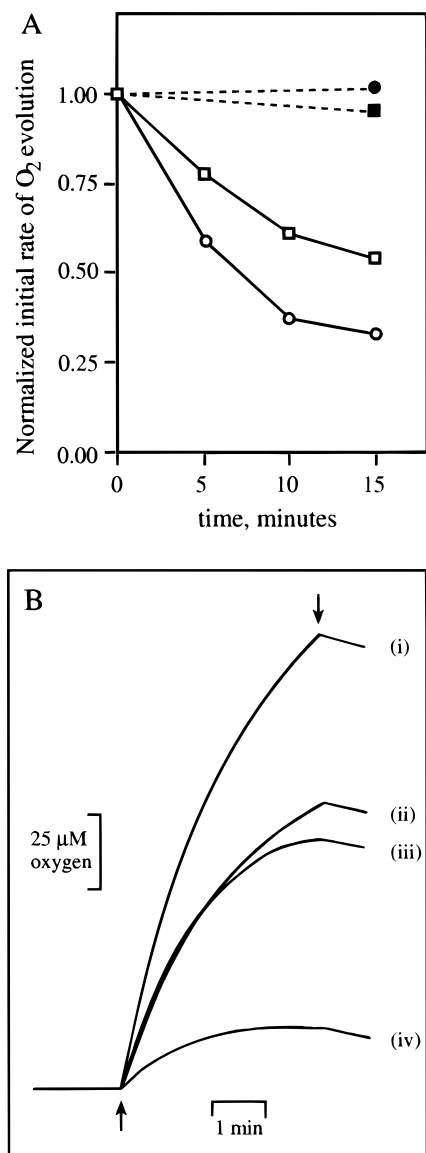 A
Normalized initial rate of O₂ evolution
1.00
0.75
0.50
0.25
0.00
0 5 10 15
time, minutes
B
(i)
(ii)
25 μM
oxygen
(iii)
(iv)
1 min